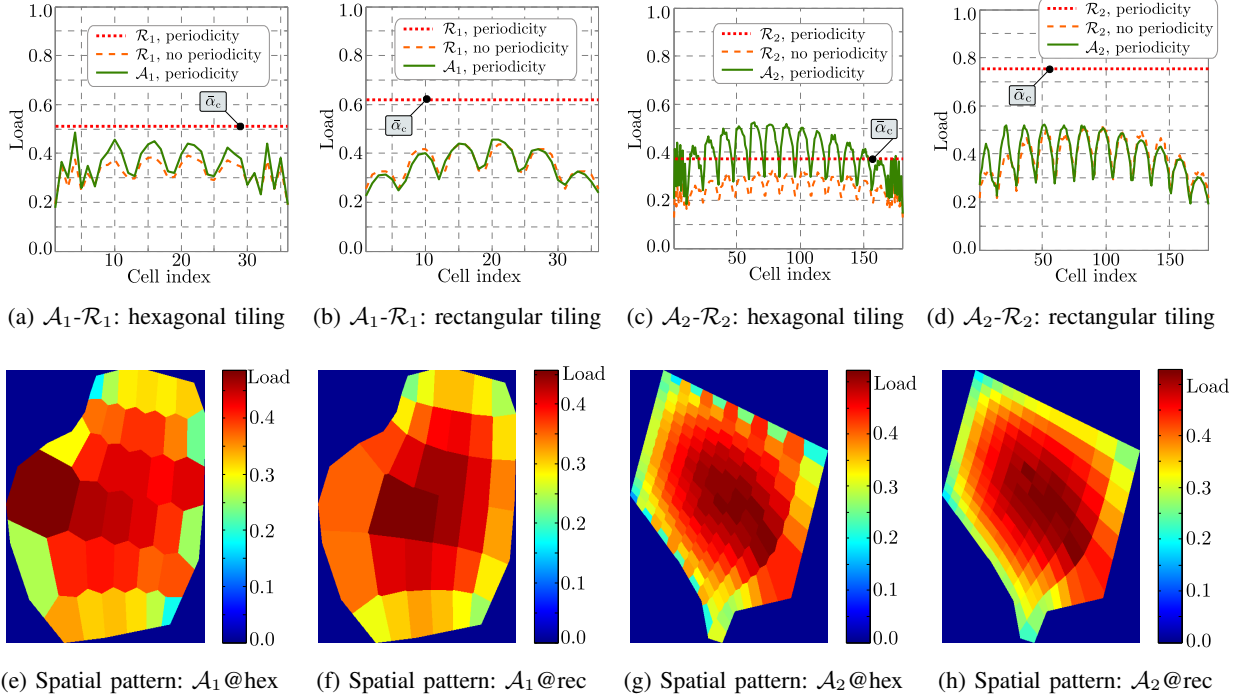 1.0
0.8
0.6
0.4
0.2
0.0
Load
10
20
30
Cell index
𝓡₁, periodicity
𝓡₁, no periodicity
𝓐₁, periodicity
ᾱ_c
1.0
0.8
0.6
0.4
0.2
0.0
10
20
30
Cell index
𝓡₁, periodicity
𝓡₁, no periodicity
𝓐₁, periodicity
ᾱ_c
1.0
0.8
0.6
0.4
0.2
0.0
50
100
150
Cell index
𝓡₂, periodicity
𝓡₂, no periodicity
𝓐₂, periodicity
ᾱ_c
1.0
0.8
0.6
0.4
0.2
0.0
50
100
150
Cell index
𝓡₂, periodicity
𝓡₂, no periodicity
𝓐₂, periodicity
ᾱ_c
(a) 𝓐₁-𝓡₁: hexagonal tiling
(b) 𝓐₁-𝓡₁: rectangular tiling
(c) 𝓐₂-𝓡₂: hexagonal tiling
(d) 𝓐₂-𝓡₂: rectangular tiling
Load
0.4
0.3
0.2
0.1
0.0
Load
0.4
0.3
0.2
0.1
0.0
Load
0.4
0.3
0.2
0.1
0.0
Load
0.4
0.3
0.2
0.1
0.0
(e) Spatial pattern: 𝓐₁@hex
(f) Spatial pattern: 𝓐₁@rec
(g) Spatial pattern: 𝓐₂@hex
(h) Spatial pattern: 𝓐₂@rec